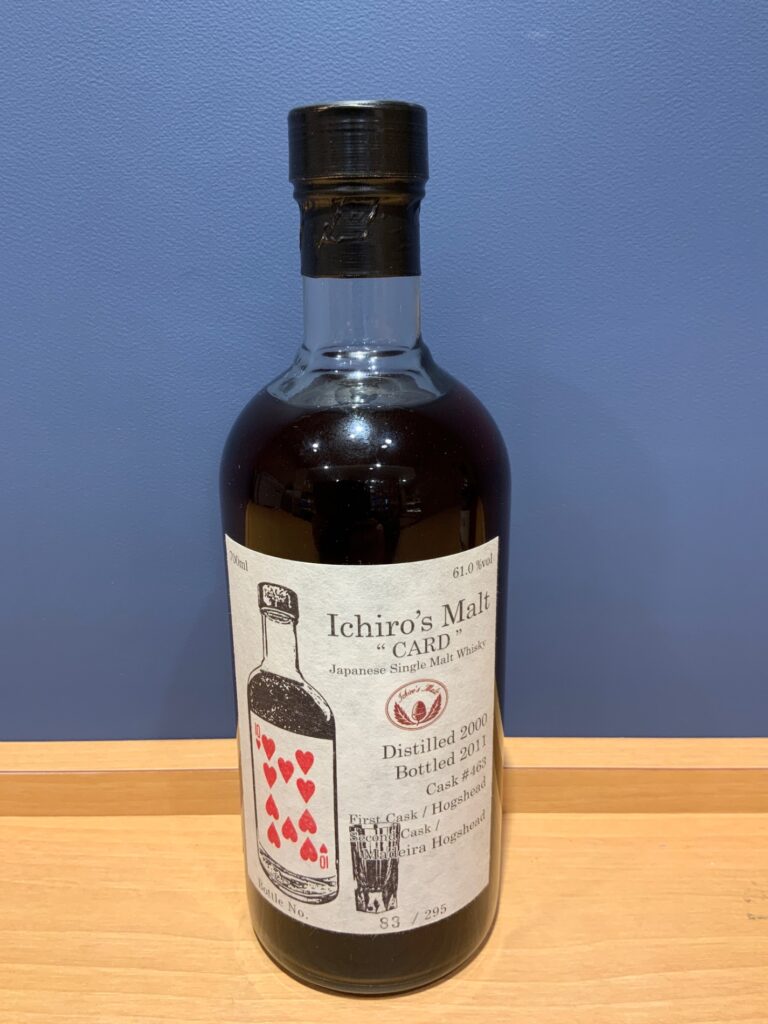 700ml
61.0 %vol
Ichiro's Malt
“ CARD ”
Japanese Single Malt Whisky
Ichiro's Malt
Distilled 2000
Bottled 2011
Cask #463
First Cask / Hogshead
Second Cask /
Madeira Hogshead
10
10
Bottle No.
83 / 295